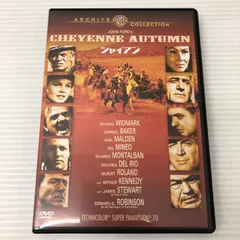 ARCHIVE COLLECTION
JOHN FORD'S
CHEYENNE AUTUMN
シャイアン
RICHARD WIDMARK
CARROLL BAKER
KARL MALDEN
SAL MINEO
RICARDO MONTALBAN
DOLORES DEL RIO
GILBERT ROLAND
ARTHUR KENNEDY
JAMES STEWART
EDWARD G. ROBINSON
DVD
TECHNICOLOR® SUPER PANAVISION® 70